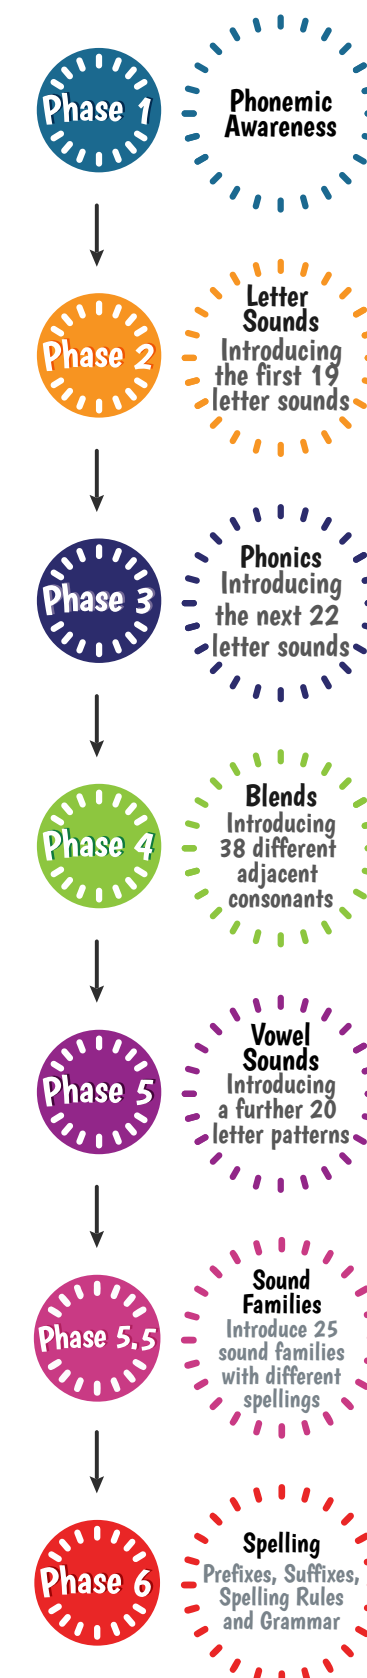 Phase 1
Phonemic
Awareness
Phase 2
Letter
Sounds
Introducing
the first 19
letter sounds
Phase 3
Phonics
Introducing
the next 22
letter sounds
Phase 4
Blends
Introducing
38 different
adjacent
consonants
Phase 5
Vowel
Sounds
Introducing
a further 20
letter patterns
Phase 5.5
Sound
Families
Introduce 25
sound families
with different
spellings
Phase 6
Spelling
Prefixes, Suffixes,
Spelling Rules
and Grammar